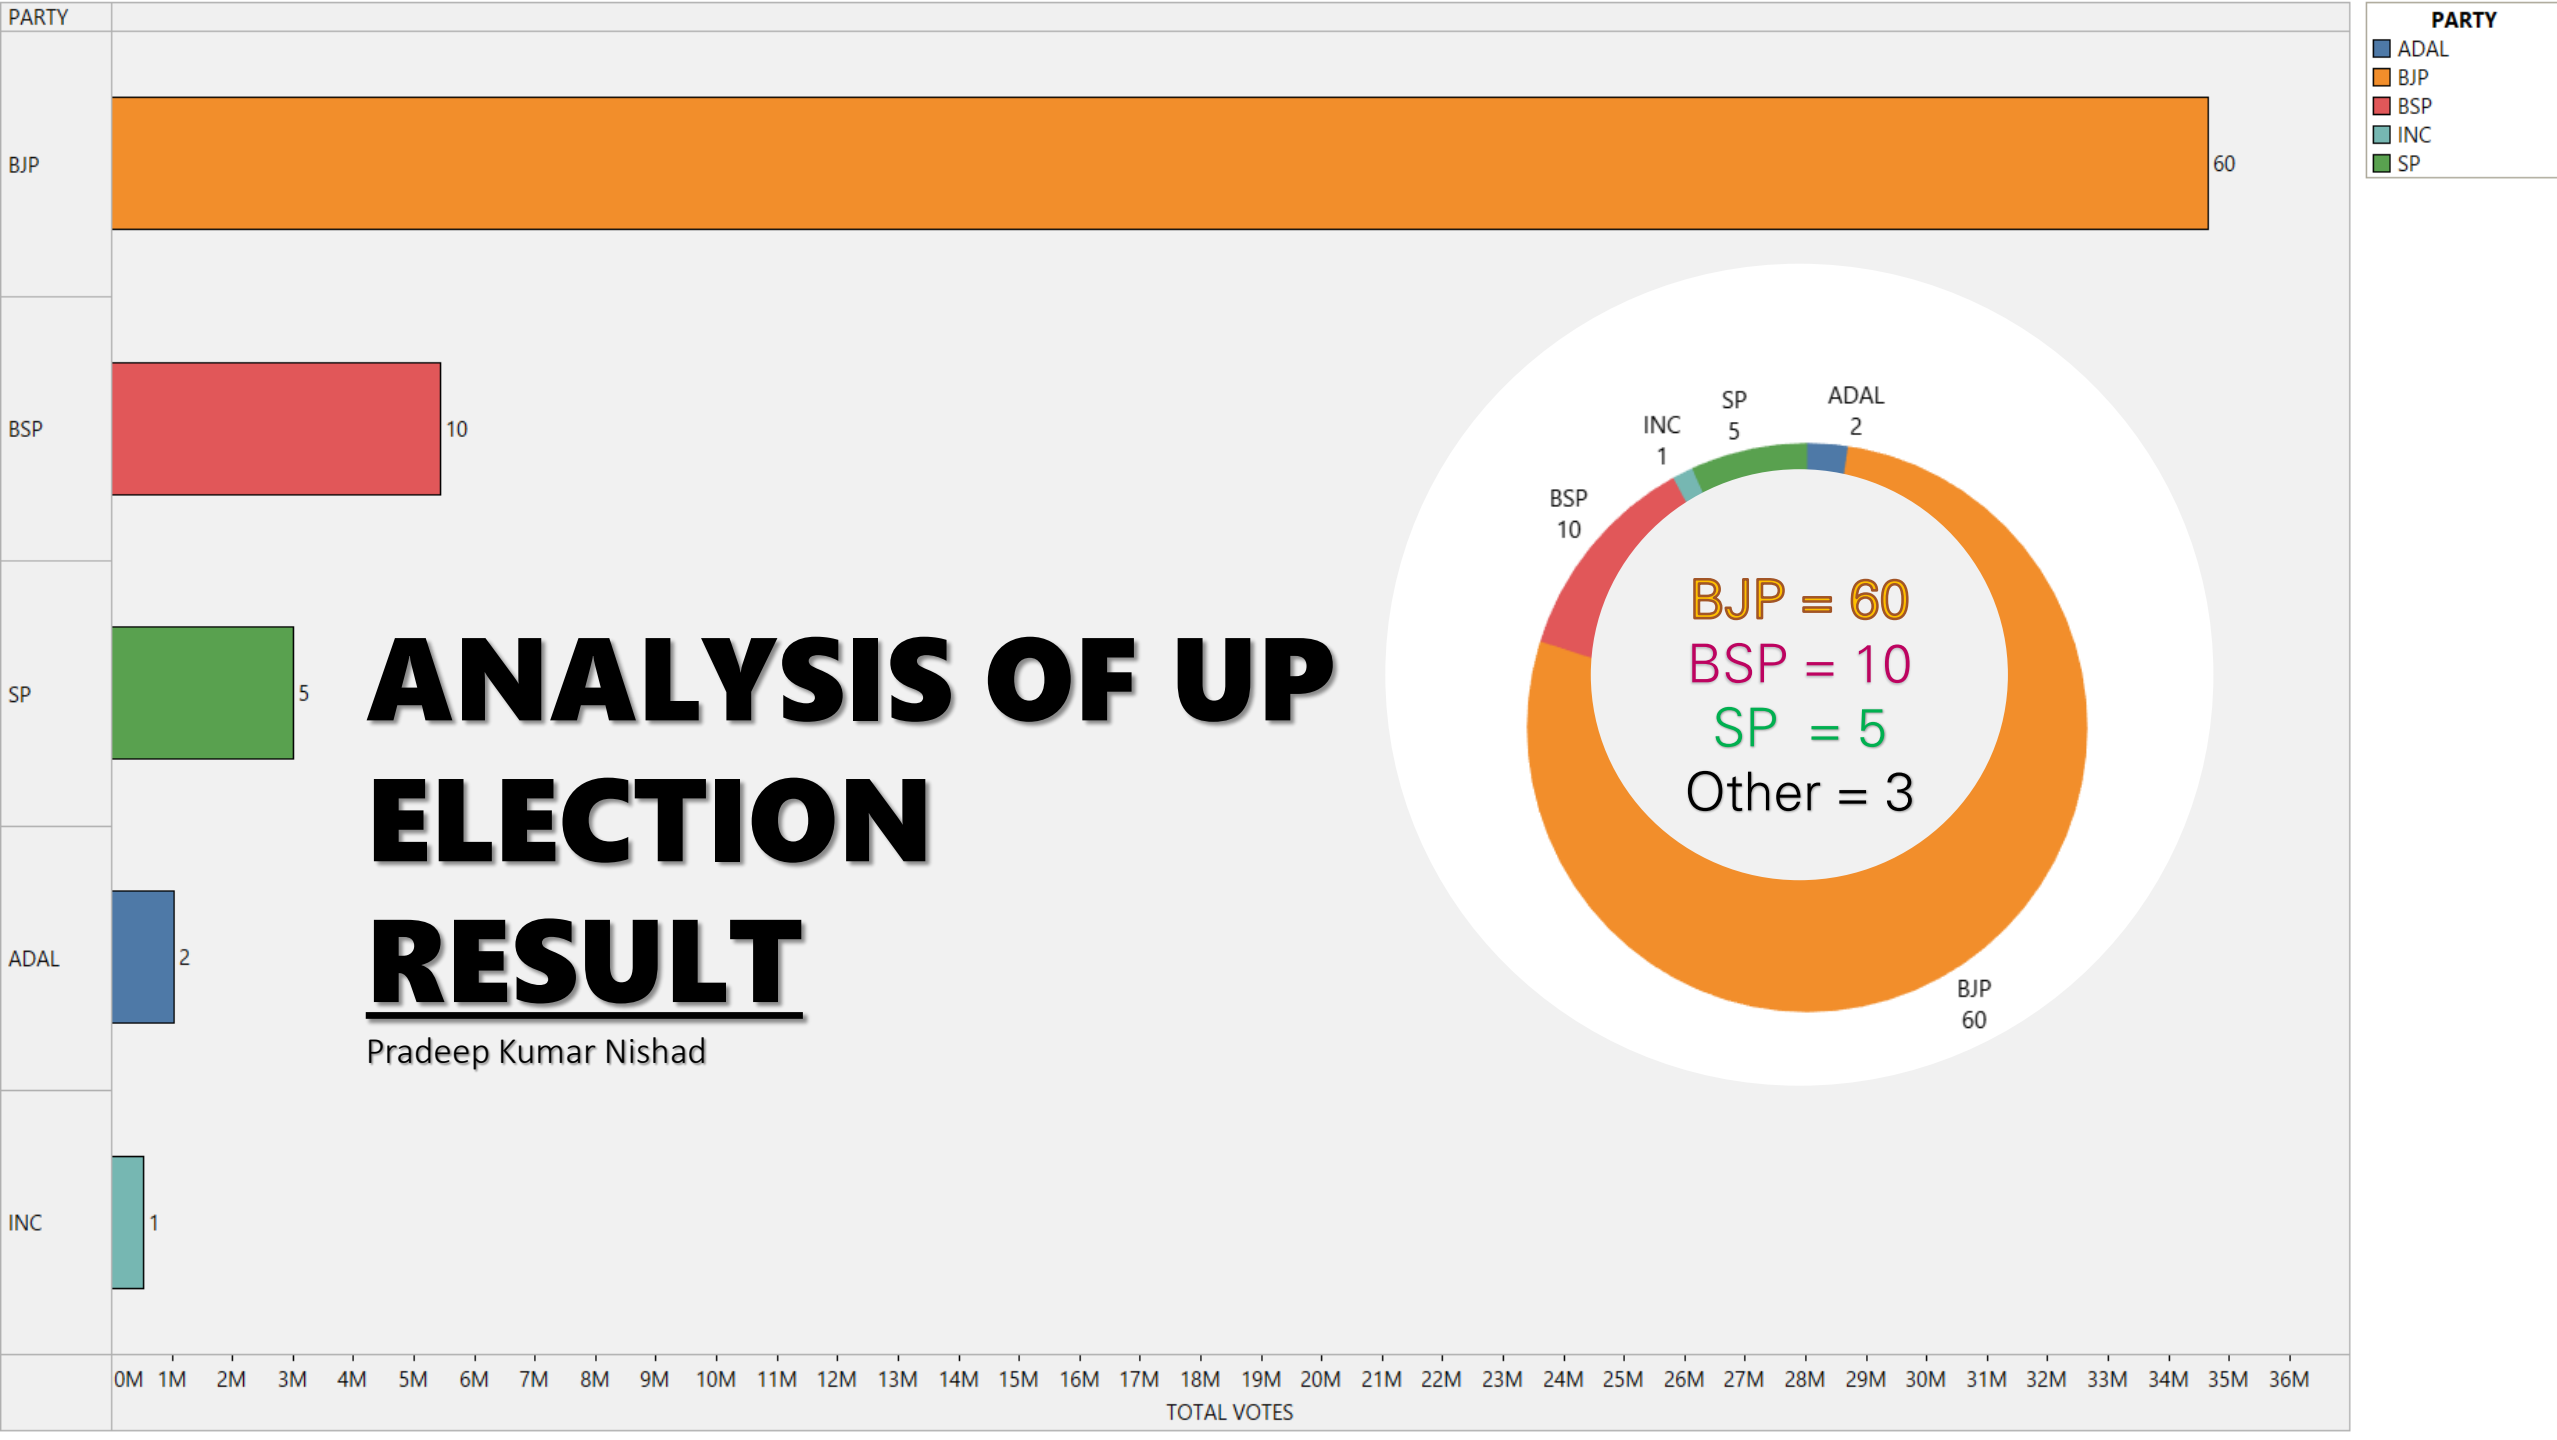 PARTY
BJP
60
BSP
10
SP
5
ADAL
2
INC
1
0M 1M 2M 3M 4M 5M 6M 7M 8M 9M 10M 11M 12M 13M 14M 15M 16M 17M 18M 19M 20M 21M 22M 23M 24M 25M 26M 27M 28M 29M 30M 31M 32M 33M 34M 35M 36M
TOTAL VOTES
ANALYSIS OF UP
ELECTION
RESULT
Pradeep Kumar Nishad
SP
5
ADAL
2
INC
1
BSP
10
BJP = 60
BSP = 10
SP = 5
Other = 3
BJP
60
PARTY
ADAL
BJP
BSP
INC
SP